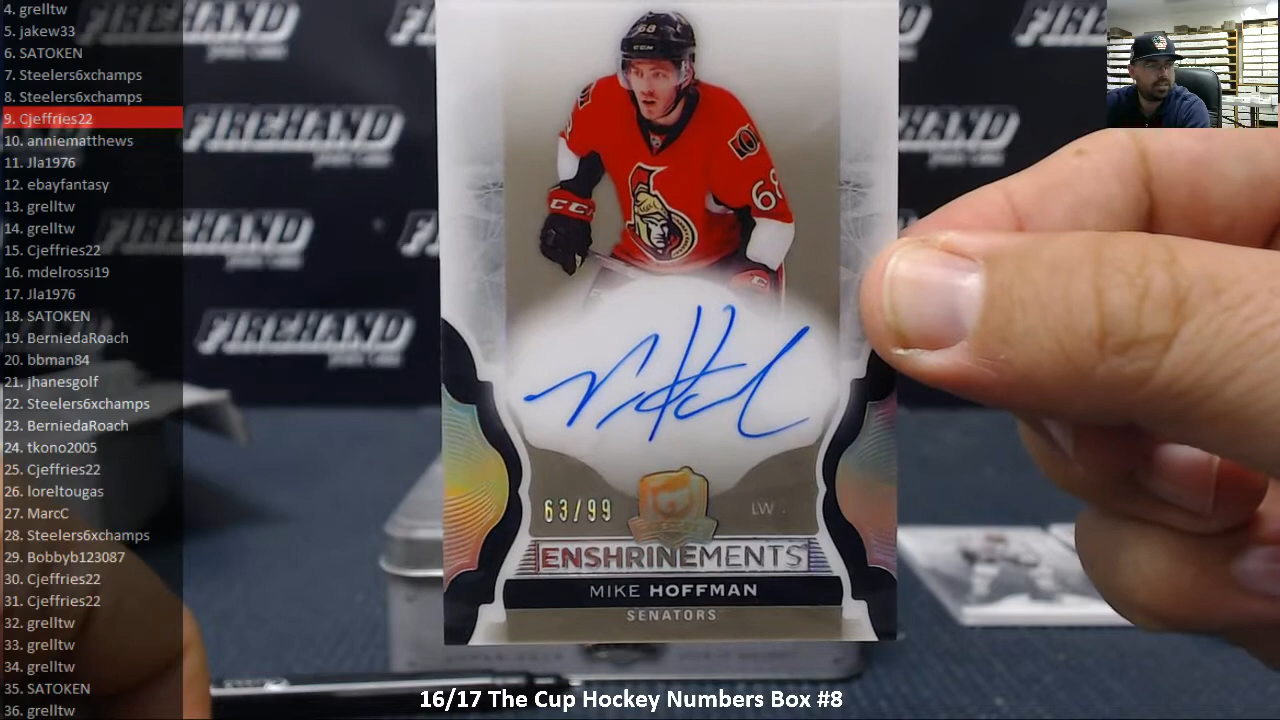 4. grelltw
5. jakew33
6. SATOKEN
7. Steelers6xchamps
8. Steelers6xchamps
9. Cjeffries22
10. anniematthews
11. Jla1976
12. ebayfantasy
13. grelltw
14. grelltw
15. Cjeffries22
16. mdelrossi19
17. Jla1976
18. SATOKEN
19. BerniedaRoach
20. bbman84
21. jhanesgolf
22. Steelers6xchamps
23. BerniedaRoach
24. tkono2005
25. Cjeffries22
26. loreltougas
27. MarcC
28. Steelers6xchamps
29. Bobbyb123087
30. Cjeffries22
31. Cjeffries22
32. grelltw
33. grelltw
34. grelltw
35. SATOKEN
36. grelltw
FIREHAND
FIREHAND
FIREHAND
68
CCM
68
63/99
LW
ENSHRINEMENTS
MIKE HOFFMAN
SENATORS
16/17 The Cup Hockey Numbers Box #8